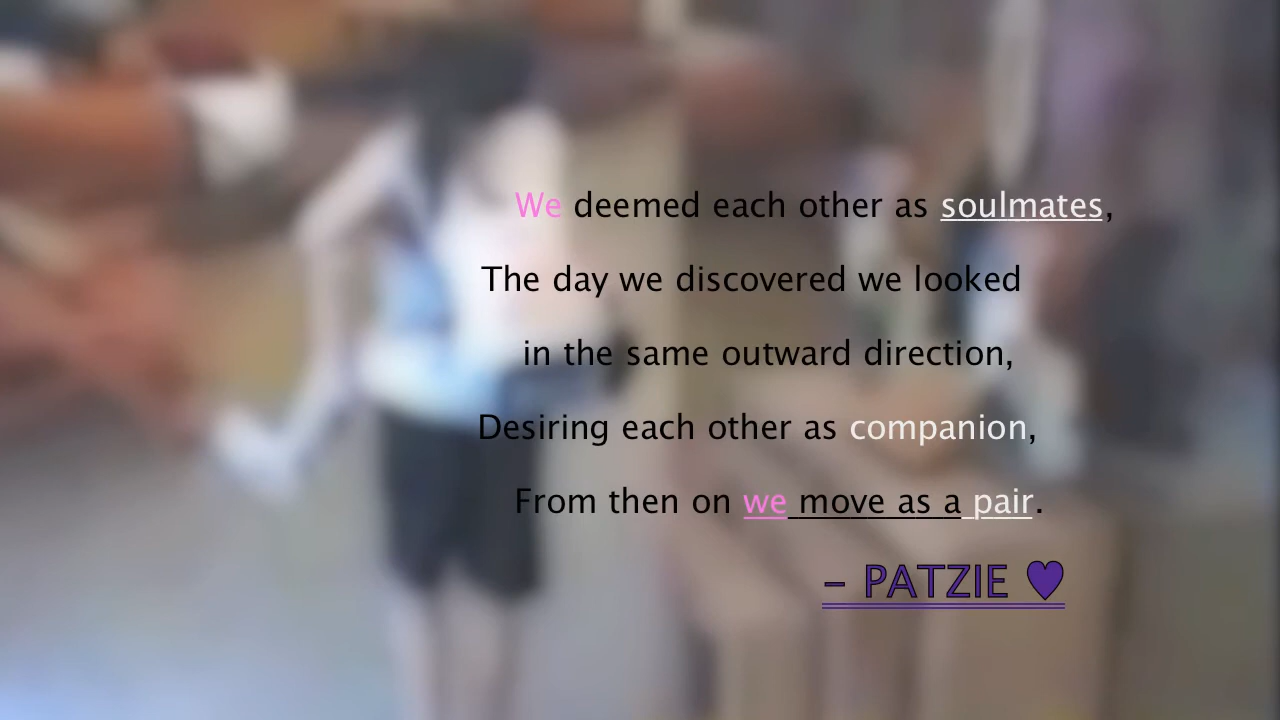 We deemed each other as soulmates,
The day we discovered we looked
in the same outward direction,
Desiring each other as companion,
From then on we move as a pair.
– PATZIE ♥